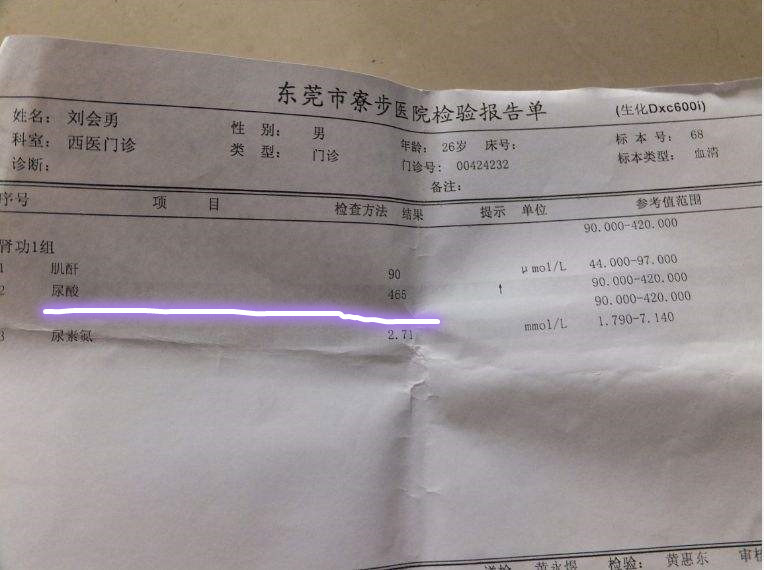 东莞市寮步医院检验报告单 (生化Dxc600i)
姓名： 刘会勇 性 别： 男 年龄： 26岁 床号： 标 本 号： 68
科室： 西医门诊 类 型： 门诊 门诊号： 00424232 标本类型： 血清
诊断： 备注：
序号 项 目 检查方法 结果 提示 单位 参考值范围
90.000-420.000
肾功1组
1 肌酐 90 μmol/L 44.000-97.000
2 尿酸 465 ↑ 90.000-420.000
90.000-420.000
3 尿素氮 2.71 mmol/L 1.790-7.140
检验： 黄惠东